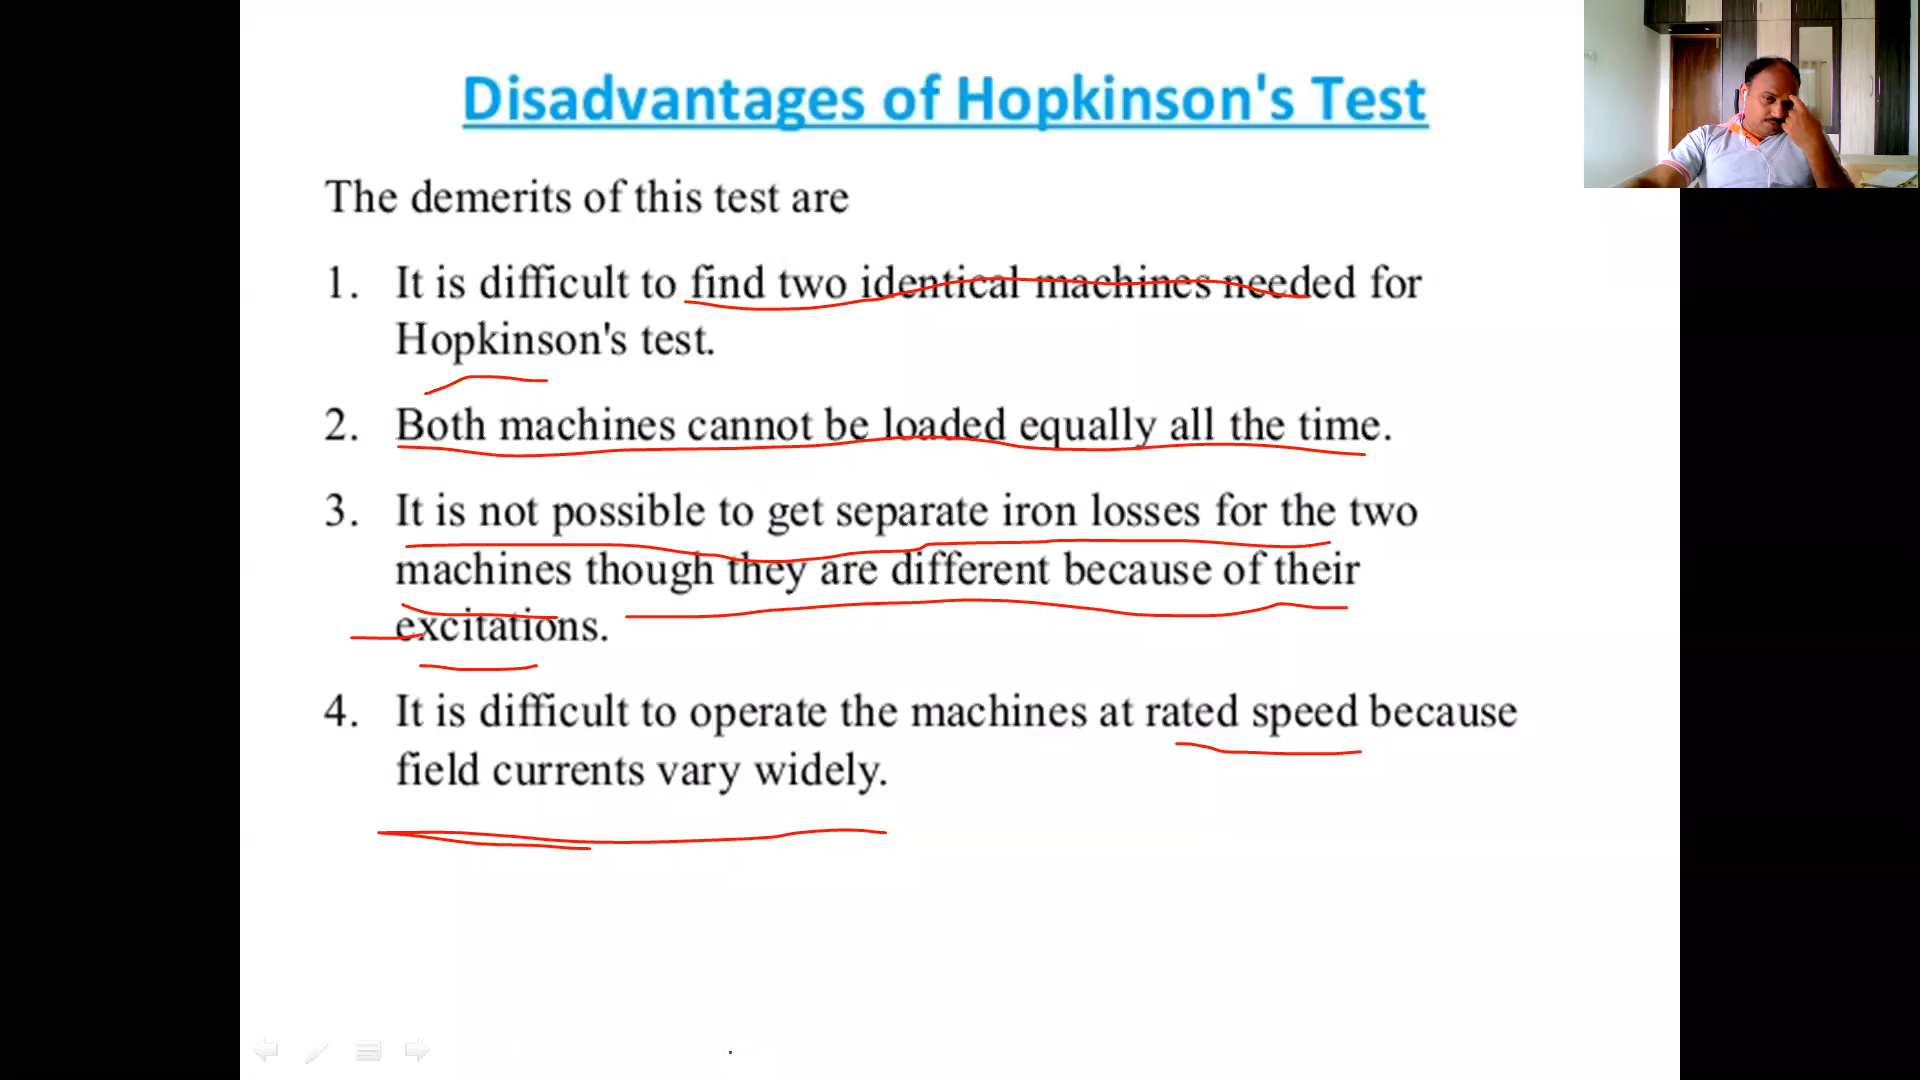 Disadvantages of Hopkinson's Test
The demerits of this test are
1. It is difficult to find two identical machines needed for
Hopkinson's test.
2. Both machines cannot be loaded equally all the time.
3. It is not possible to get separate iron losses for the two
machines though they are different because of their
excitations.
4. It is difficult to operate the machines at rated speed because
field currents vary widely.